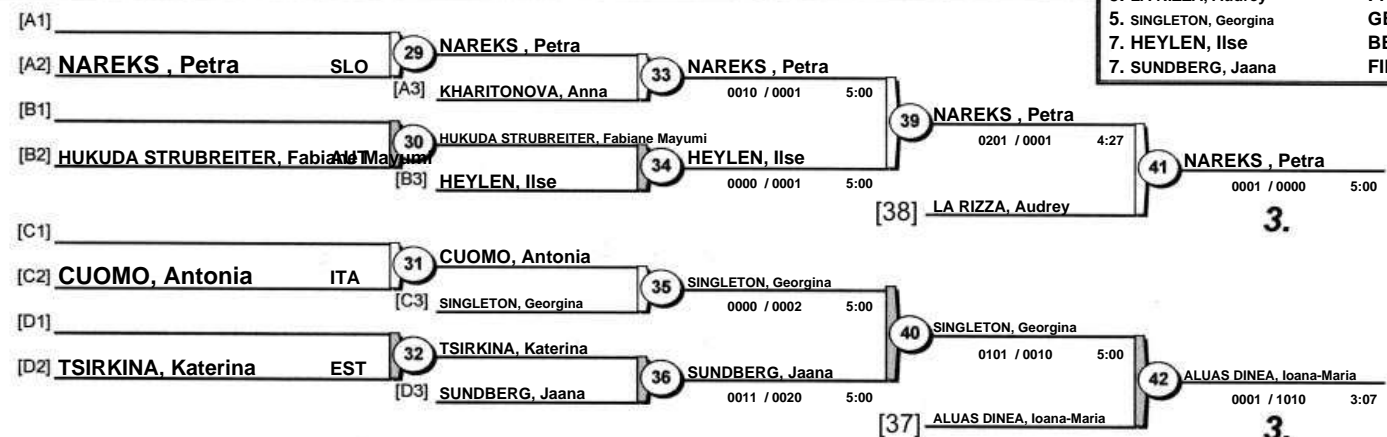 5. SINGLETON, Georgina
7. HEYLEN, Ilse
7. SUNDBERG, Jaana FIN
[A1]
[A2] NAREKS , Petra SLO
29
NAREKS , Petra
[A3] KHARITONOVA, Anna
33
NAREKS , Petra
0010 / 0001 5:00
[B1]
[B2] HUKUDA STRUBREITER, Fabiane Mayumi AUT
30
HUKUDA STRUBREITER, Fabiane Mayumi
[B3] HEYLEN, Ilse
34
HEYLEN, Ilse
0000 / 0001 5:00
39
NAREKS , Petra
0201 / 0001 4:27
[38] LA RIZZA, Audrey
41
NAREKS , Petra
0001 / 0000 5:00
3.
[C1]
[C2] CUOMO, Antonia ITA
31
CUOMO, Antonia
[C3] SINGLETON, Georgina
35
SINGLETON, Georgina
0000 / 0002 5:00
[D1]
[D2] TSIRKINA, Katerina EST
32
TSIRKINA, Katerina
[D3] SUNDBERG, Jaana
36
SUNDBERG, Jaana
0011 / 0020 5:00
40
SINGLETON, Georgina
0101 / 0010 5:00
[37] ALUAS DINEA, Ioana-Maria
42
ALUAS DINEA, Ioana-Maria
0001 / 1010 3:07
3.